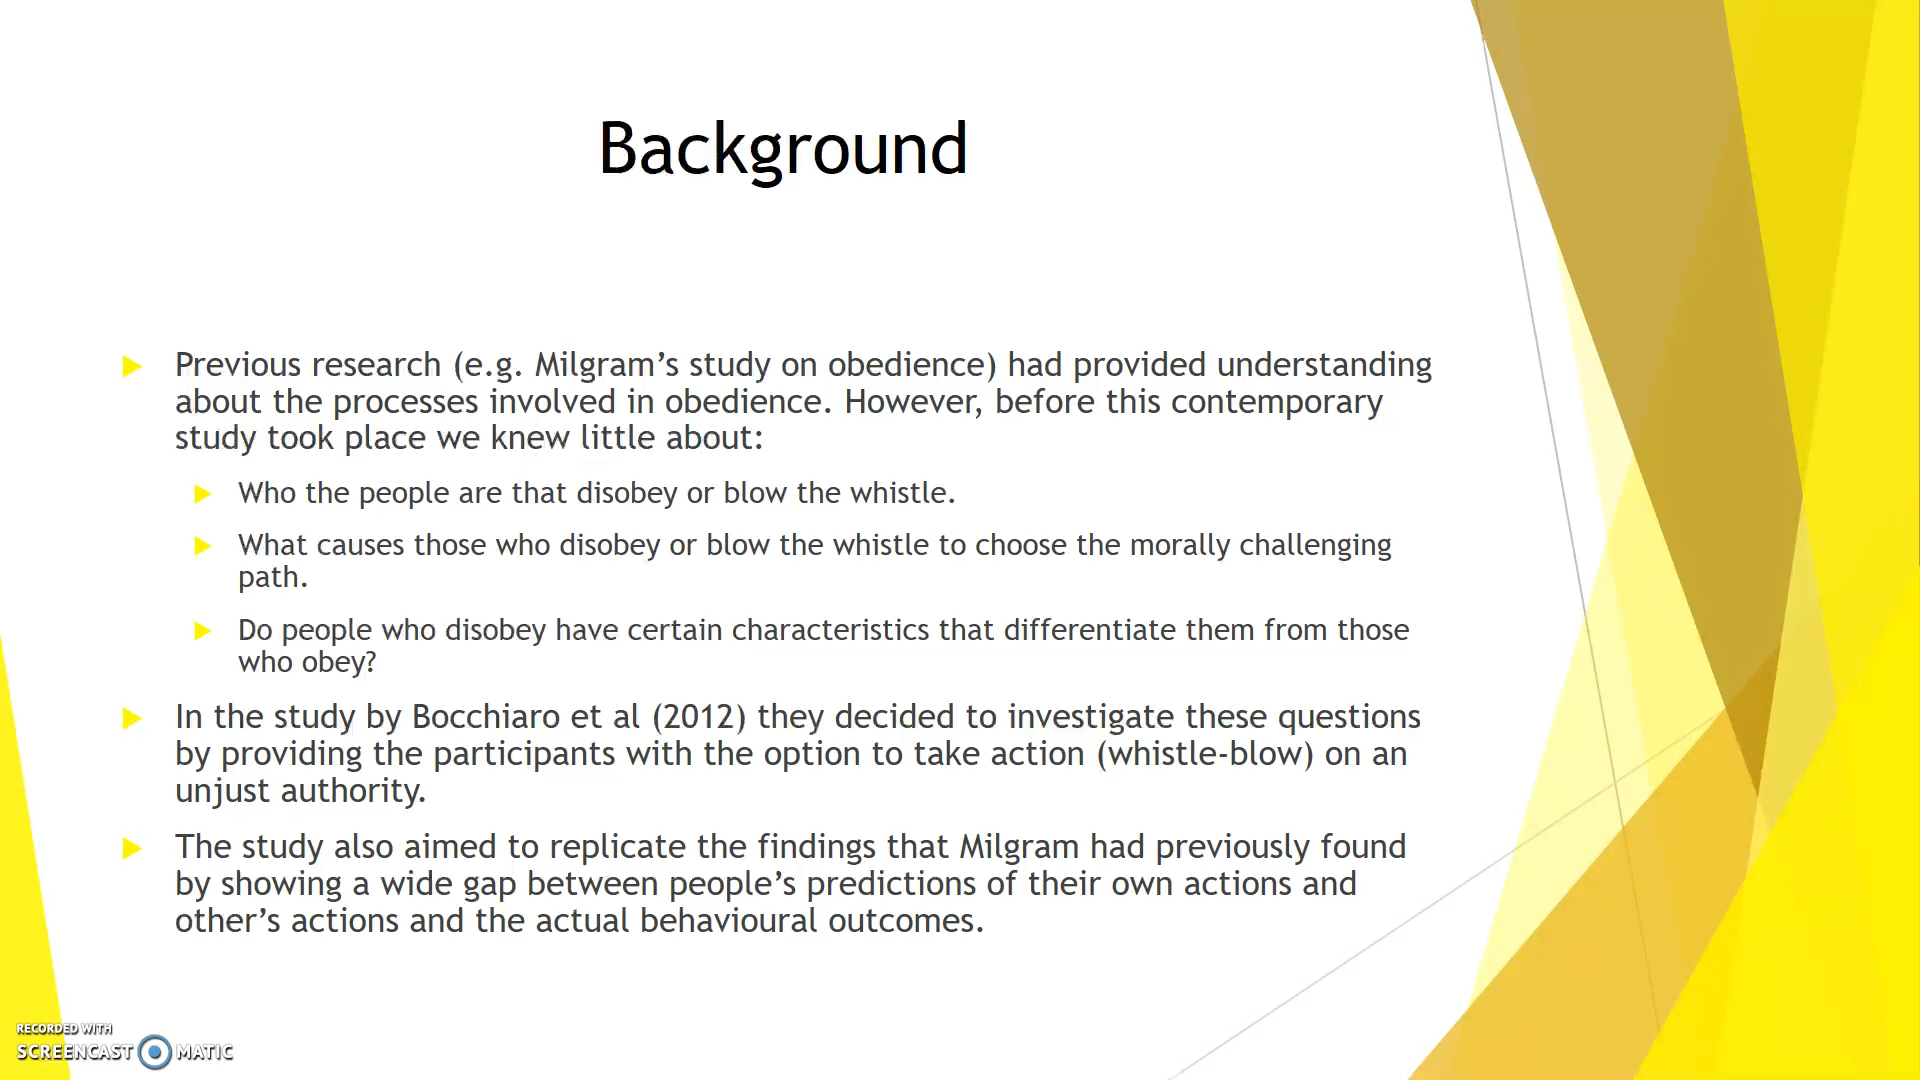 Background
Previous research (e.g. Milgram’s study on obedience) had provided understanding
about the processes involved in obedience. However, before this contemporary
study took place we knew little about:
Who the people are that disobey or blow the whistle.
What causes those who disobey or blow the whistle to choose the morally challenging
path.
Do people who disobey have certain characteristics that differentiate them from those
who obey?
In the study by Bocchiaro et al (2012) they decided to investigate these questions
by providing the participants with the option to take action (whistle-blow) on an
unjust authority.
The study also aimed to replicate the findings that Milgram had previously found
by showing a wide gap between people’s predictions of their own actions and
other’s actions and the actual behavioural outcomes.
RECORDED WITH
SCREENCAST MATIC